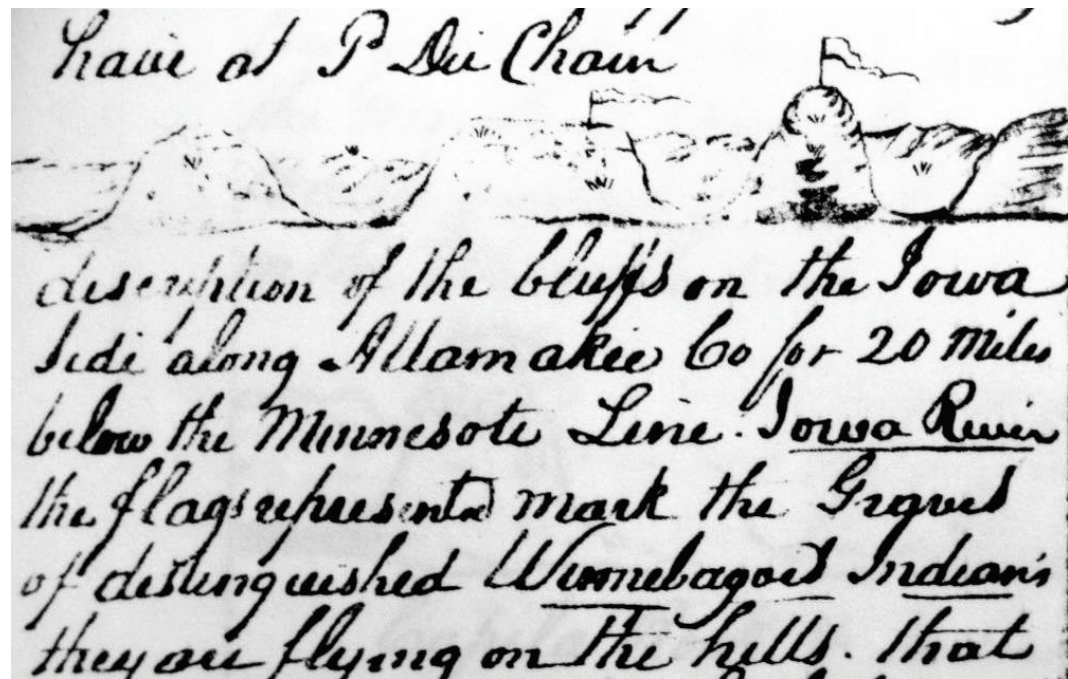 have at P Du Chain
description of the bluffs on the Iowa
Side along Allamakee Co for 20 Miles
below the Minnesota Line. Iowa River
the flags represented mark the Graves
of distinguished Winnebagoes Indians
they are flying on the hills. that